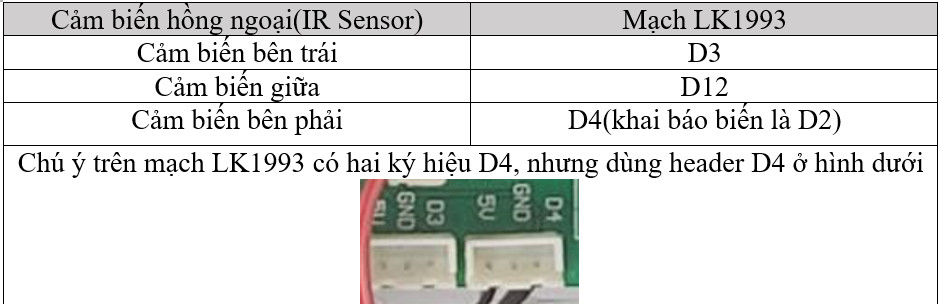 Cảm biến hồng ngoại(IR Sensor) Mạch LK1993
Cảm biến bên trái D3
Cảm biến giữa D12
Cảm biến bên phải D4(khai báo biến là D2)
Chú ý trên mạch LK1993 có hai ký hiệu D4, nhưng dùng header D4 ở hình dưới
5V GND D3 5V GND D4